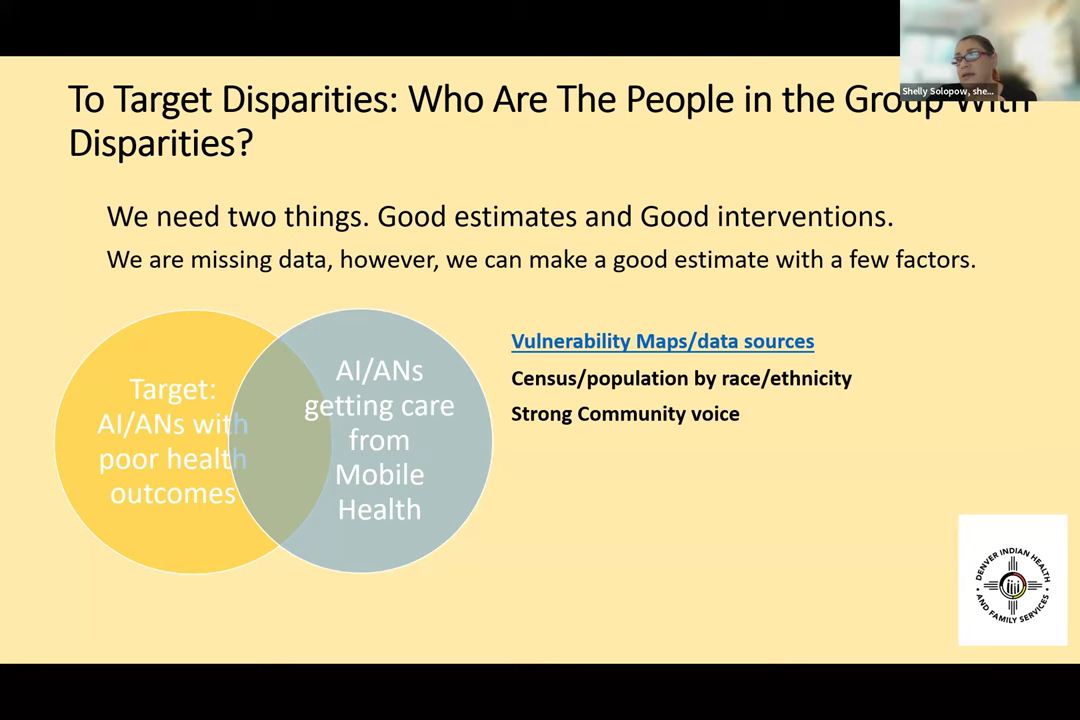 Shelly Solopow, she...
To Target Disparities: Who Are The People in the Group With
Disparities?
We need two things. Good estimates and Good interventions.
We are missing data, however, we can make a good estimate with a few factors.
Target:
AI/ANs with
poor health
outcomes
AI/ANs
getting care
from
Mobile
Health
Vulnerability Maps/data sources
Census/population by race/ethnicity
Strong Community voice
DENVER INDIAN HEALTH
AND FAMILY SERVICES